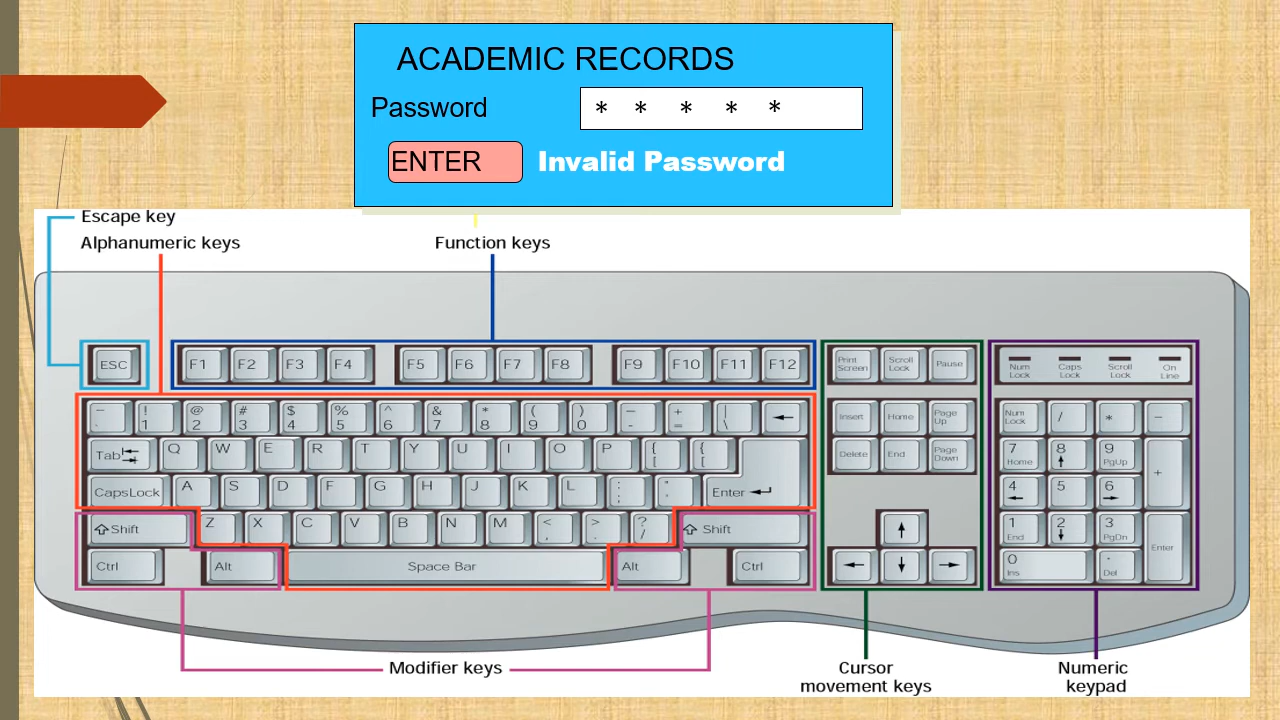 ACADEMIC RECORDS
Password * * * * *
ENTER Invalid Password
Escape key
Alphanumeric keys Function keys
ESC F1 F2 F3 F4 F5 F6 F7 F8 F9 F10 F11 F12 Print Screen Scroll Lock Pause Num Lock Caps Lock Scroll Lock On Line
~ ` ! 1 @ 2 # 3 $ 4 % 5 ^ 6 & 7 * 8 ( 9 ) 0 — - + = | \ Insert Home Page Up Num Lock / * —
Tab Q W E R T Y U I O P { [ { [ Delete End Page Down 7 Home 8 9 PgUp +
CapsLock A S D F G H J K L : ; " ' Enter 4 5 6
Shift Z X C V B N M < , > . ? / Shift 1 End 2 3 PgDn Enter
Ctrl Alt Space Bar Alt Ctrl 0 Ins . Del
Modifier keys Cursor movement keys Numeric keypad